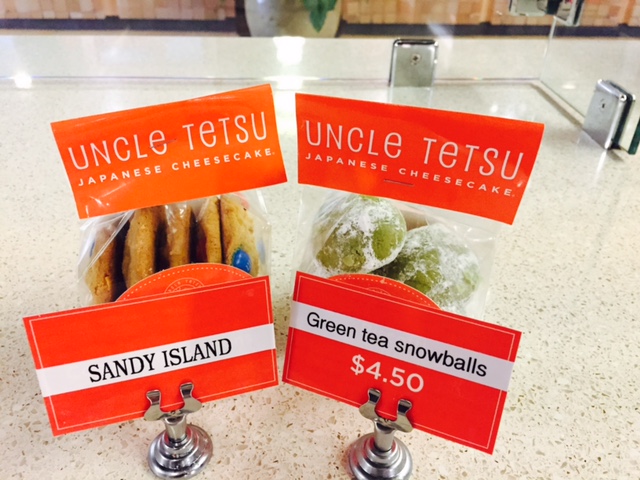 UNCLE TETSU
JAPANESE CHEESECAKE
SANDY ISLAND
UNCLE TETSU
JAPANESE CHEESECAKE
Green tea snowballs
$4.50